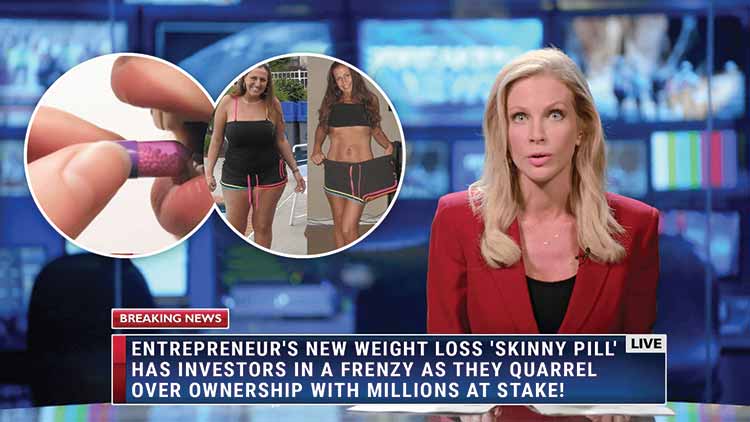 BREAKING NEWS
LIVE
ENTREPRENEUR'S NEW WEIGHT LOSS 'SKINNY PILL'
HAS INVESTORS IN A FRENZY AS THEY QUARREL
OVER OWNERSHIP WITH MILLIONS AT STAKE!